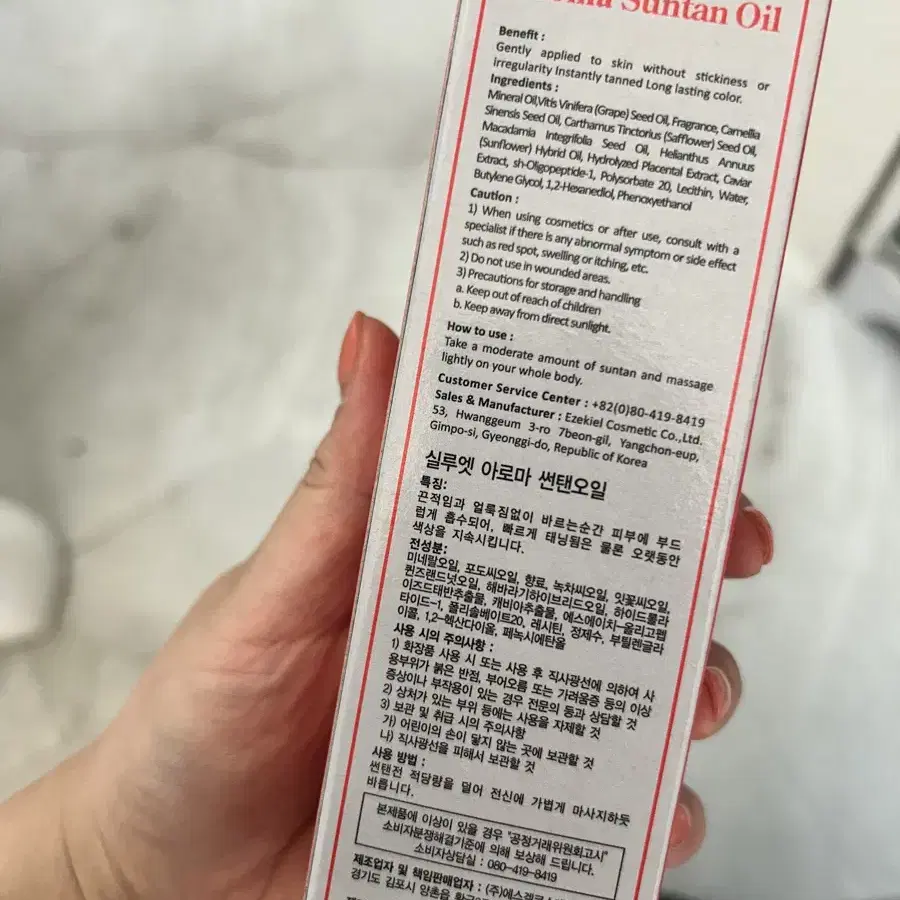 Suntan Oil
Benefit :
Gently applied to skin without stickiness or
irregularity Instantly tanned Long lasting color.
Ingredients :
Mineral Oil,Vitis Vinifera (Grape) Seed Oil, Fragrance, Camellia
Sinensis Seed Oil, Carthamus Tinctorius (Safflower) Seed Oil,
Macadamia Integrifolia Seed Oil, Helianthus Annuus
(Sunflower) Hybrid Oil, Hydrolyzed Placental Extract, Caviar
Extract, sh-Oligopeptide-1, Polysorbate 20, Lecithin, Water,
Butylene Glycol, 1,2-Hexanediol, Phenoxyethanol
Caution :
1) When using cosmetics or after use, consult with a
specialist if there is any abnormal symptom or side effect
such as red spot, swelling or itching, etc.
2) Do not use in wounded areas.
3) Precautions for storage and handling
a. Keep out of reach of children
b. Keep away from direct sunlight.
How to use :
Take a moderate amount of suntan and massage
lightly on your whole body.
Customer Service Center : +82(0)80-419-8419
Sales & Manufacturer : Ezekiel Cosmetic Co.,Ltd.
53, Hwanggeum 3-ro 7beon-gil, Yangchon-eup,
Gimpo-si, Gyeonggi-do, Republic of Korea
실루엣 아로마 썬탠오일
특징:
끈적임과 얼룩짐없이 바르는순간 피부에 부드
럽게 흡수되어, 빠르게 태닝됨은 물론 오랫동안
색상을 지속시킵니다.
전성분:
미네랄오일, 포도씨오일, 향료, 녹차씨오일, 잇꽃씨오일,
퀸즈랜드넛오일, 해바라기하이브리드오일, 하이드롤라
이즈드태반추출물, 캐비아추출물, 에스에이치-올리고펩
타이드-1, 폴리솔베이트20, 레시틴, 정제수, 부틸렌글라
이콜, 1,2-헥산다이올, 페녹시에탄올
사용 시의 주의사항 :
1) 화장품 사용 시 또는 사용 후 직사광선에 의하여 사
용부위가 붉은 반점, 부어오름 또는 가려움증 등의 이상
증상이나 부작용이 있는 경우 전문의 등과 상담할 것
2) 상처가 있는 부위 등에는 사용을 자제할 것
3) 보관 및 취급 시의 주의사항
가) 어린이의 손이 닿지 않는 곳에 보관할 것
나) 직사광선을 피해서 보관할 것
사용 방법 :
썬탠전 적당량을 덜어 전신에 가볍게 마사지하듯
바릅니다.
본제품에 이상이 있을 경우 "공정거래위원회고시"
소비자분쟁해결기준에 의해 보상해 드립니다.
소비자상담실 : 080-419-8419
제조업자 및 책임판매업자 : (주)에스겔
경기도 김포시 양촌읍